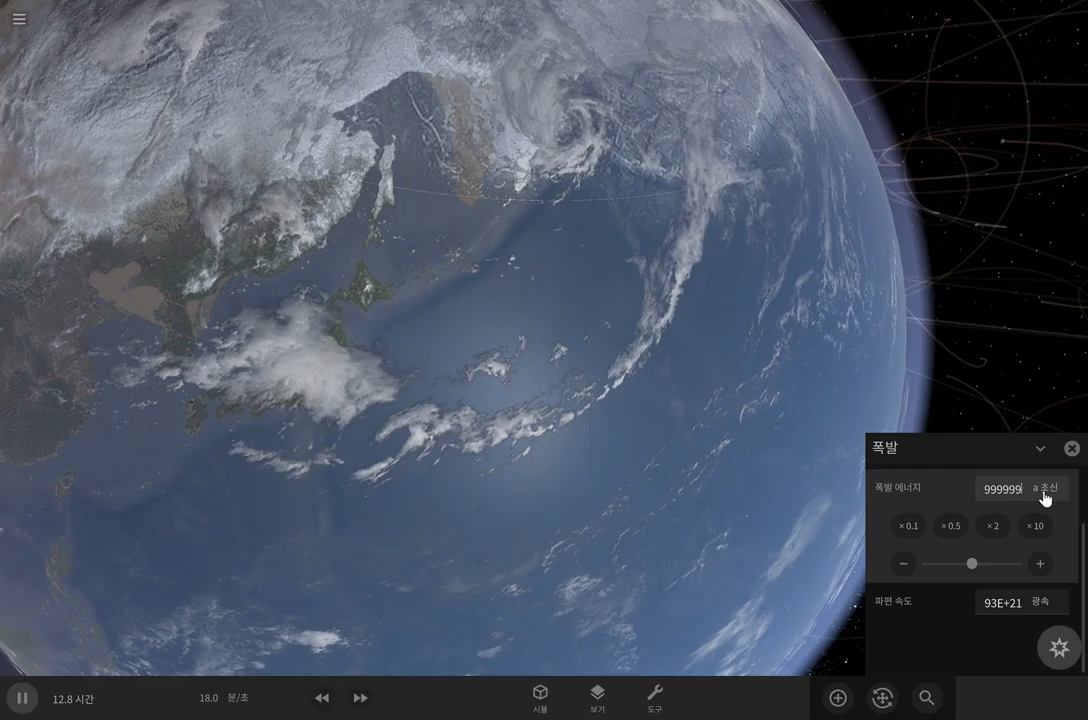 폭발
폭발 에너지 999999 a 초신
× 0.1 × 0.5 × 2 × 10
파편 속도 93E+21 광속
12.8 시간 18.0 분/초
시뮬 보기 도구